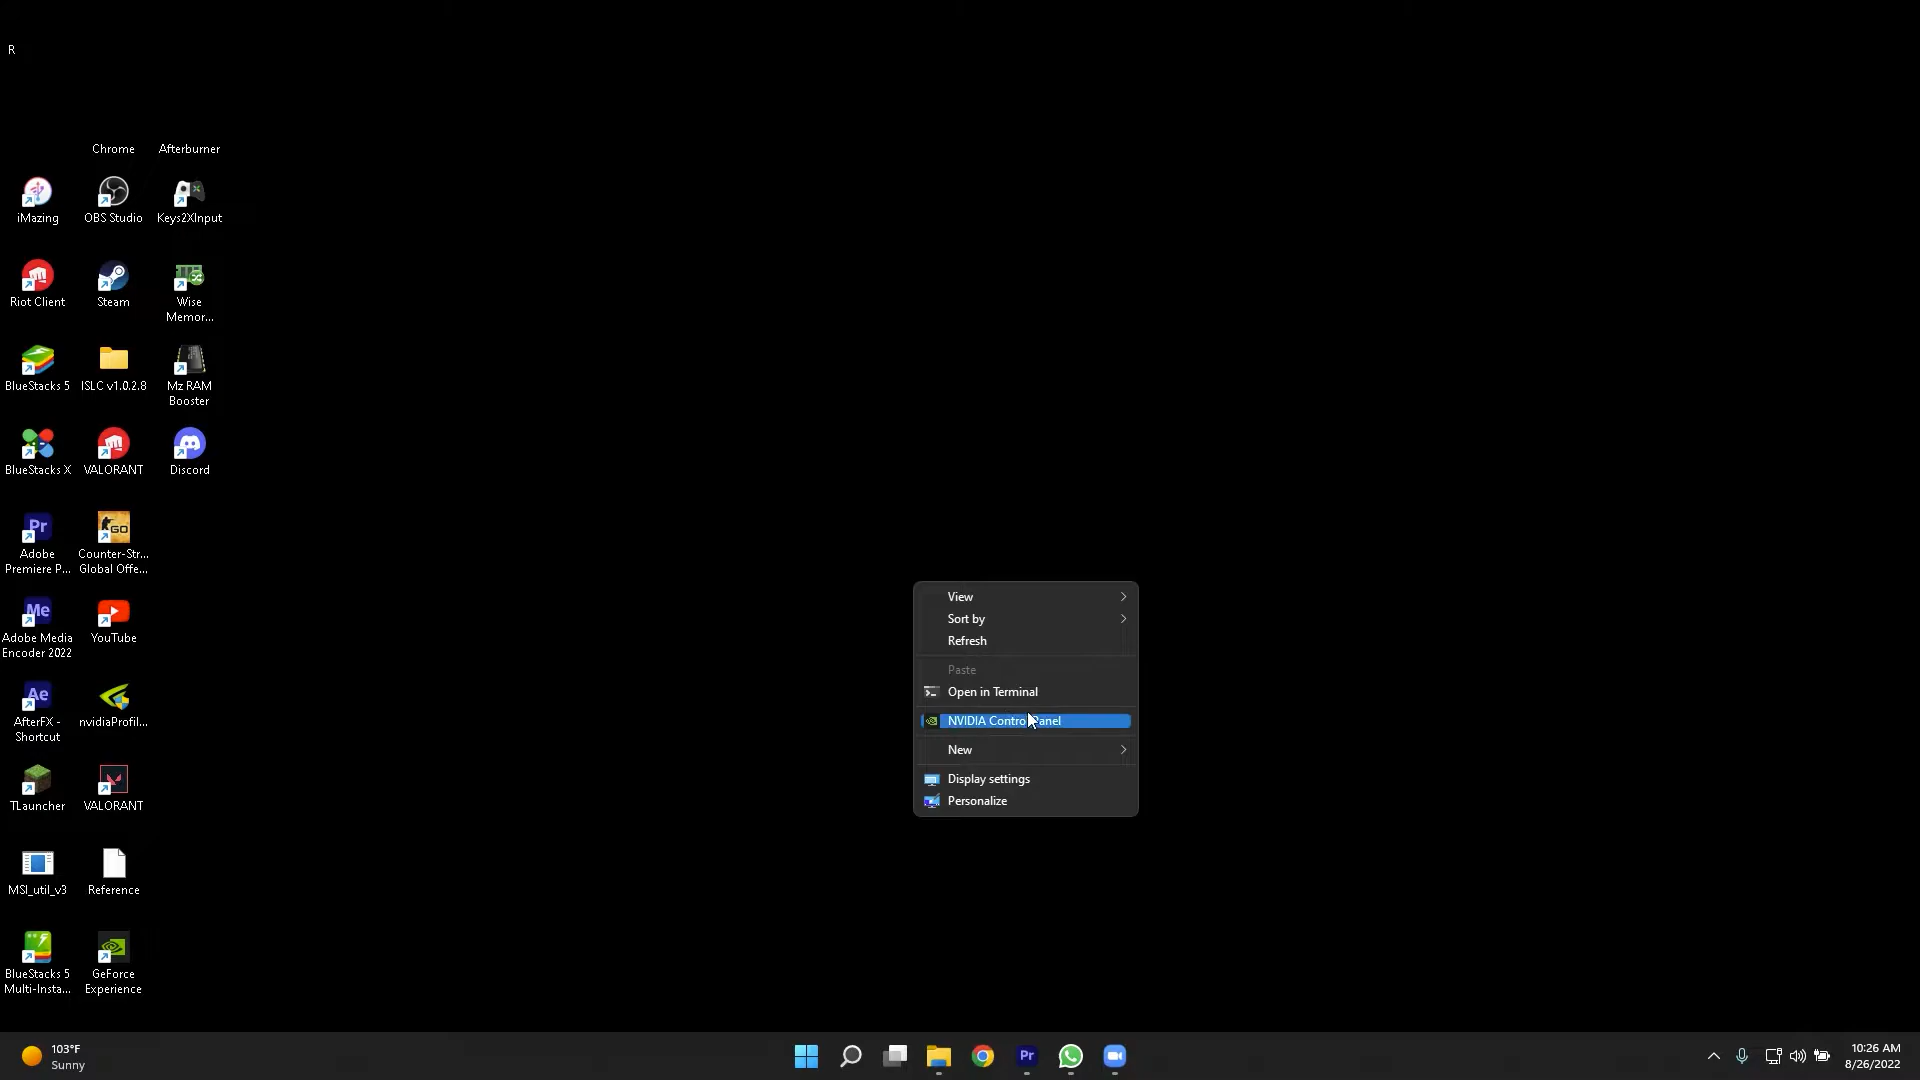 R
Chrome
Afterburner
iMazing
OBS Studio
Keys2XInput
Riot Client
Steam
Wise
Memor...
BlueStacks 5
ISLC v1.0.2.8
Mz RAM
Booster
BlueStacks X
VALORANT
Discord
Adobe
Premiere P...
Counter-Str...
Global Offe...
Adobe Media
Encoder 2022
YouTube
AfterFX -
Shortcut
nvidiaProfil...
TLauncher
VALORANT
MSI_util_v3
Reference
BlueStacks 5
Multi-Insta...
GeForce
Experience
View
Sort by
Refresh
Paste
Open in Terminal
NVIDIA Control Panel
New
Display settings
Personalize
103°F
Sunny
10:26 AM
8/26/2022